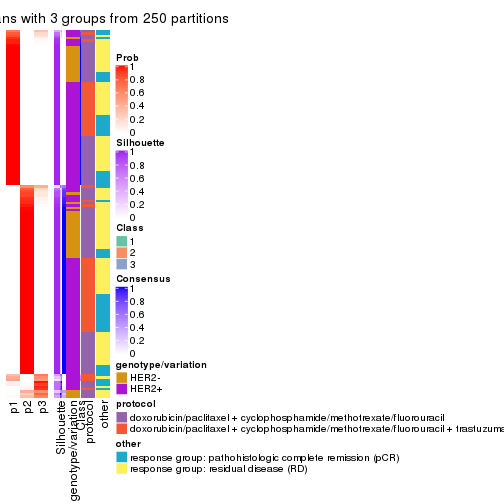 ans with 3 groups from 250 partitions
Prob
1
0.8
0.6
0.4
0.2
0
Silhouette
1
0.8
0.6
0.4
0.2
0
Class
1
2
3
Consensus
1
0.8
0.6
0.4
0.2
0
genotype/variation
HER2-
HER2+
protocol
doxorubicin/paclitaxel + cyclophosphamide/methotrexate/fluorouracil
doxorubicin/paclitaxel + cyclophosphamide/methotrexate/fluorouracil + trastuzuma
other
response group: pathohistologic complete remission (pCR)
response group: residual disease (RD)
p1
p2
p3
Silhouette
genotype/variation
Class
protocol
other